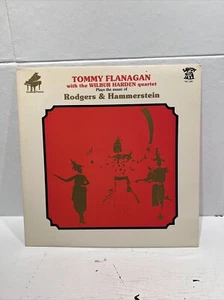 TOMMY FLANAGAN
with the WILBUR HARDEN quartet
Plays the music of
Rodgers & Hammerstein